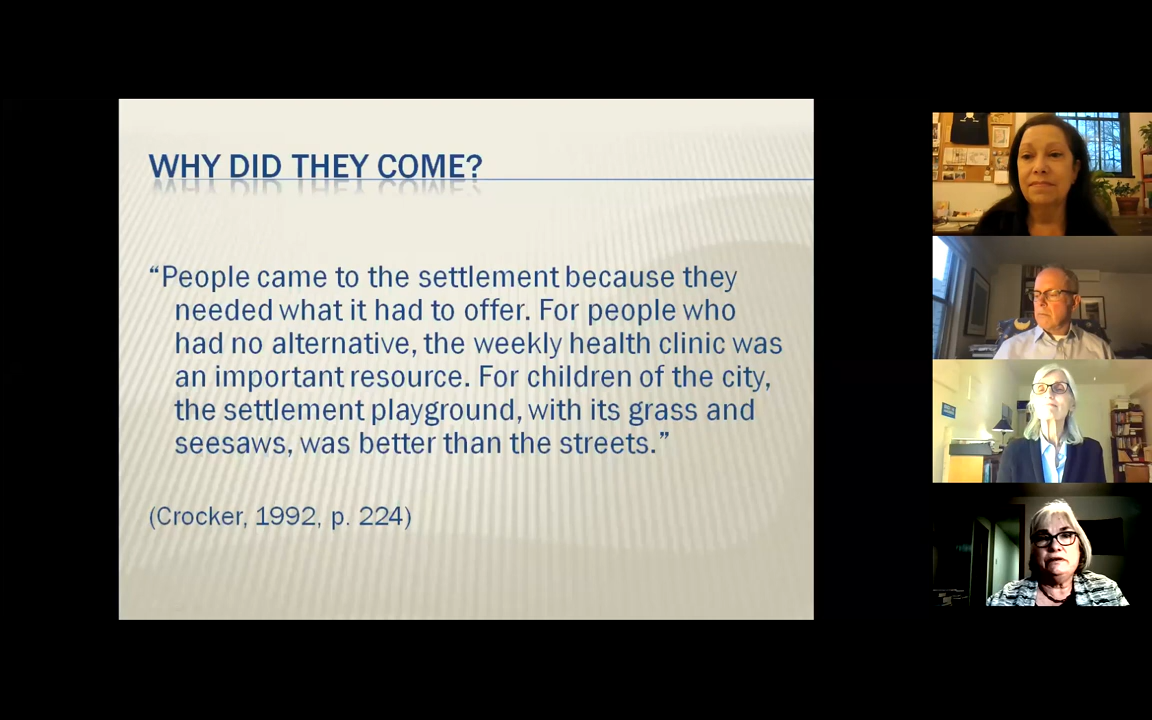 WHY DID THEY COME?
“People came to the settlement because they
needed what it had to offer. For people who
had no alternative, the weekly health clinic was
an important resource. For children of the city,
the settlement playground, with its grass and
seesaws, was better than the streets.”
(Crocker, 1992, p. 224)